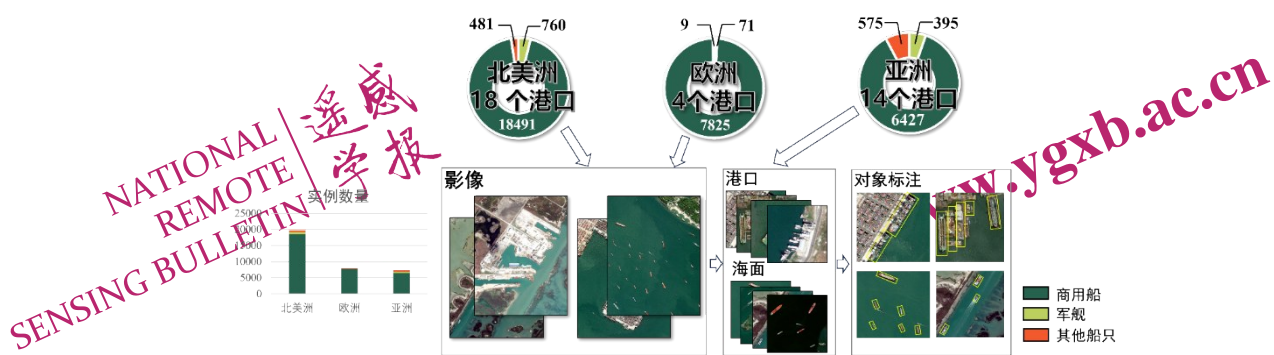 481
760
北美洲
18 个港口
18491
9
71
欧洲
4个港口
7825
575
395
亚洲
14个港口
6427
NATIONAL
REMOTE
SENSING BULLETIN
遥感
学报
www.ygxb.ac.cn
实例数量
25000
20000
15000
10000
5000
0
北美洲
欧洲
亚洲
影像
港口
海面
对象标注
商用船
军舰
其他船只